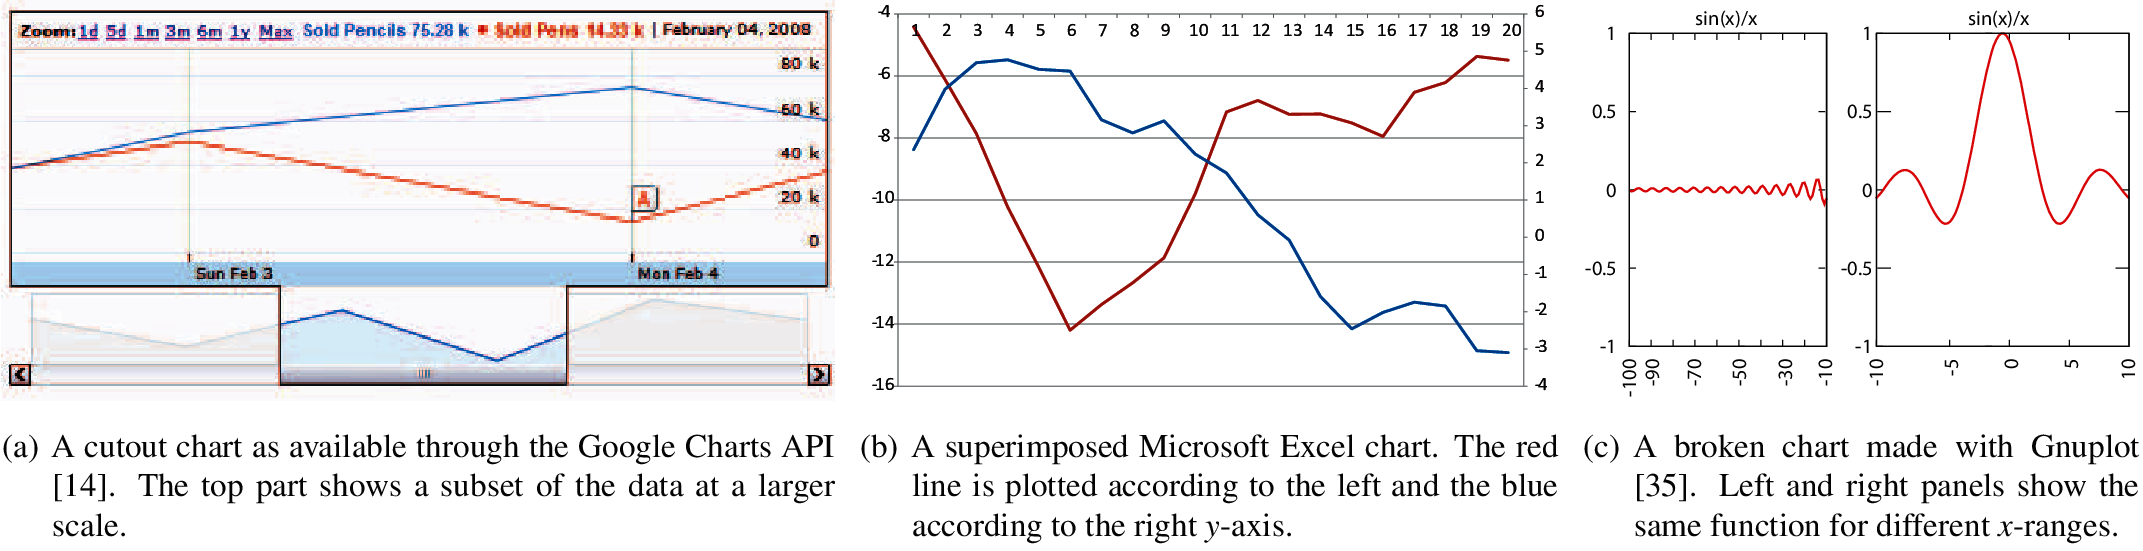 Zoom: 1d 5d 1m 3m 6m 1y Max Sold Pencils 75.28 k Sold Pens 14.33 k | February 04, 2008
80 k
60 k
40 k
20 k
0
A
Sun Feb 3 Mon Feb 4
-4
-6
-8
-10
-12
-14
-16
1 2 3 4 5 6 7 8 9 10 11 12 13 14 15 16 17 18 19 20
6
5
4
3
2
1
0
-1
-2
-3
-4
sin(x)/x
1
0.5
0
-0.5
-1
-100 -90 -70 -50 -30 -10
sin(x)/x
1
0.5
0
-0.5
-1
-10 -5 0 5 10
(a) A cutout chart as available through the Google Charts API
[14]. The top part shows a subset of the data at a larger
scale.
(b) A superimposed Microsoft Excel chart. The red
line is plotted according to the left and the blue
according to the right y-axis.
(c) A broken chart made with Gnuplot
[35]. Left and right panels show the
same function for different x-ranges.